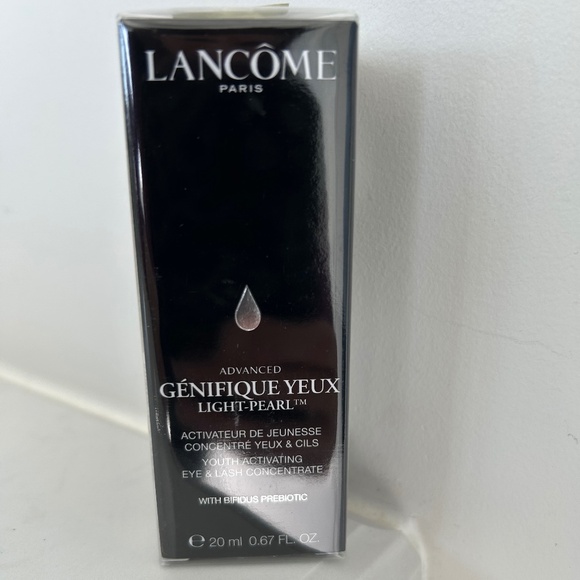 LANCÔME
PARIS
ADVANCED
GÉNIFIQUE YEUX
LIGHT-PEARL™
ACTIVATEUR DE JEUNESSE
CONCENTRÉ YEUX & CILS
YOUTH ACTIVATING
EYE & LASH CONCENTRATE
WITH BIFIDUS PREBIOTIC
℮ 20 ml 0.67 FL. OZ.